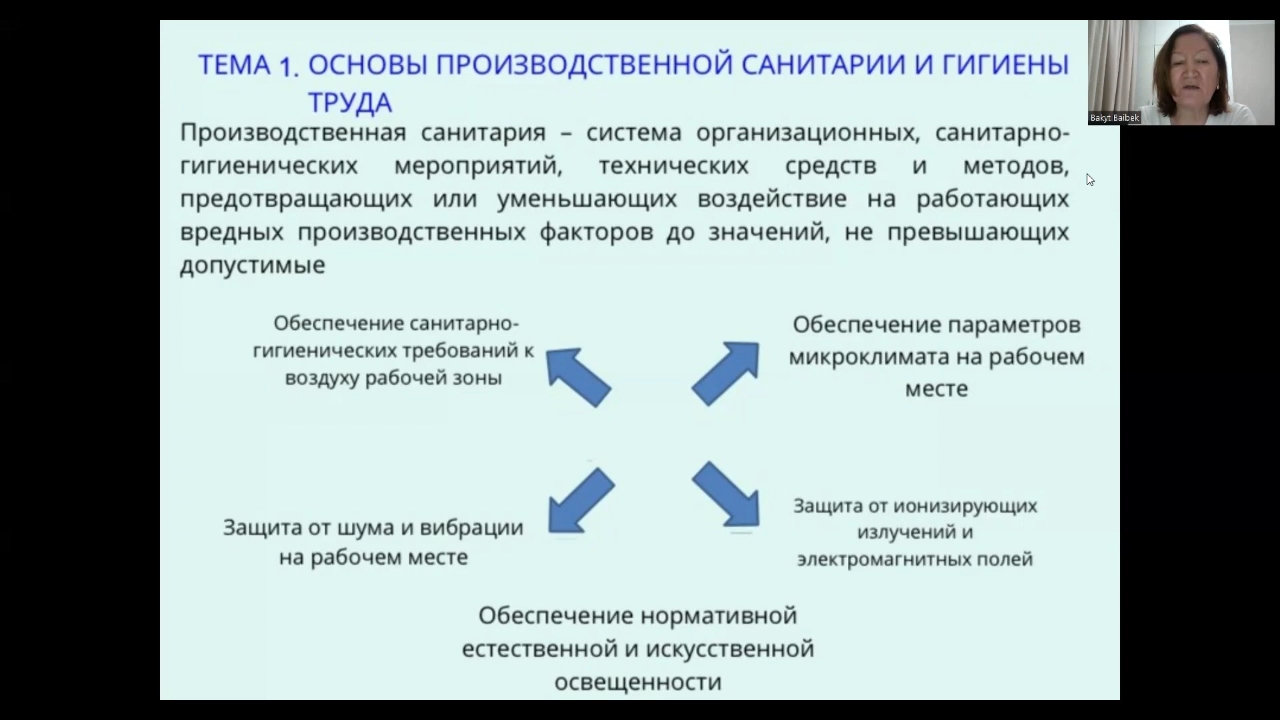 ТЕМА 1. ОСНОВЫ ПРОИЗВОДСТВЕННОЙ САНИТАРИИ И ГИГИЕНЫ
ТРУДА
Производственная санитария – система организационных, санитарно-
гигиенических мероприятий, технических средств и методов,
предотвращающих или уменьшающих воздействие на работающих
вредных производственных факторов до значений, не превышающих
допустимые
Обеспечение санитарно-
гигиенических требований к
воздуху рабочей зоны
Обеспечение параметров
микроклимата на рабочем
месте
Защита от шума и вибрации
на рабочем месте
Защита от ионизирующих
излучений и
электромагнитных полей
Обеспечение нормативной
естественной и искусственной
освещенности
Bakyt Baibek